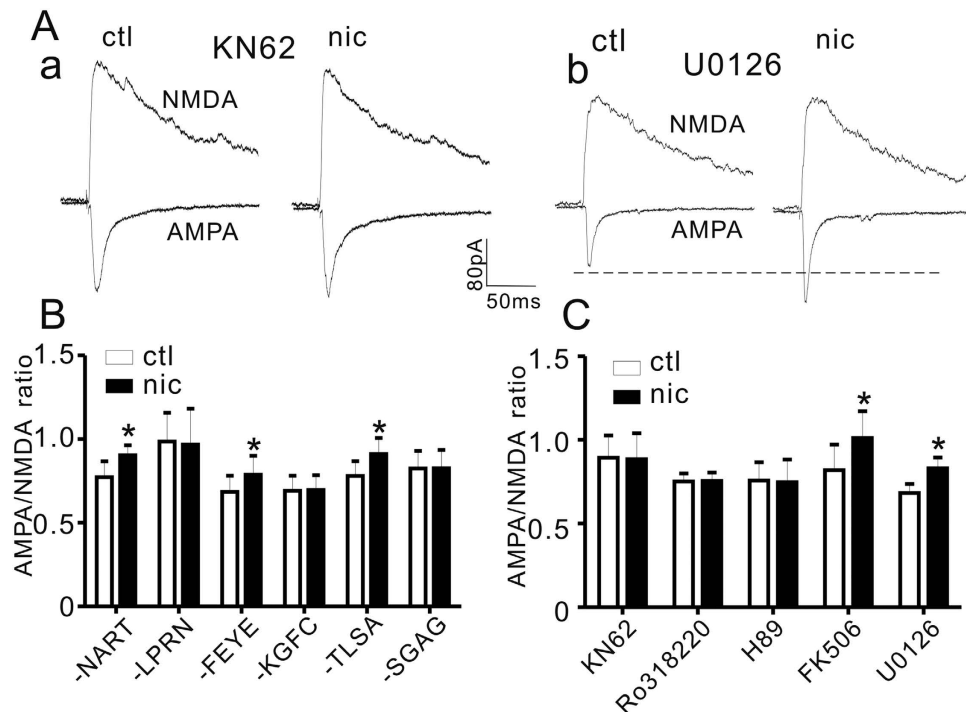 A
ctl
KN62
nic
a
NMDA
AMPA
ctl
U0126
nic
b
NMDA
AMPA
80pA
50ms
B
AMPA/NMDA ratio
1.5
1.0
0.5
0
ctl
nic
*
*
*
-NART
-LPRN
-FEYE
-KGFC
-TLSA
-SGAG
C
AMPA/NMDA ratio
1.5
1.0
0.5
0
ctl
nic
*
*
KN62
Ro318220
H89
FK506
U0126